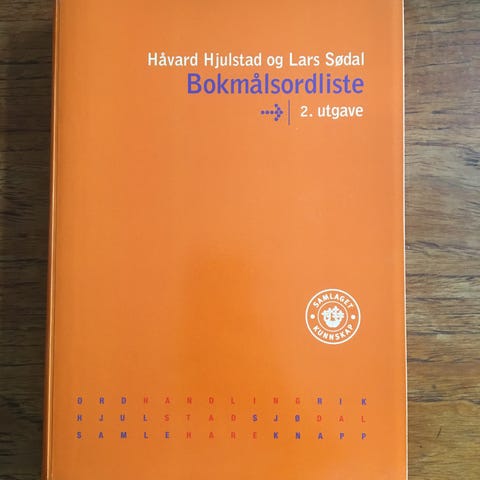 Håvard Hjulstad og Lars Sødal
Bokmålsordliste
2. utgave
SAMLAGET
KUNNSKAP
ORDHANDLINGRIK
HJULSTADSJØDAL
SAMLEHAREKNAPP